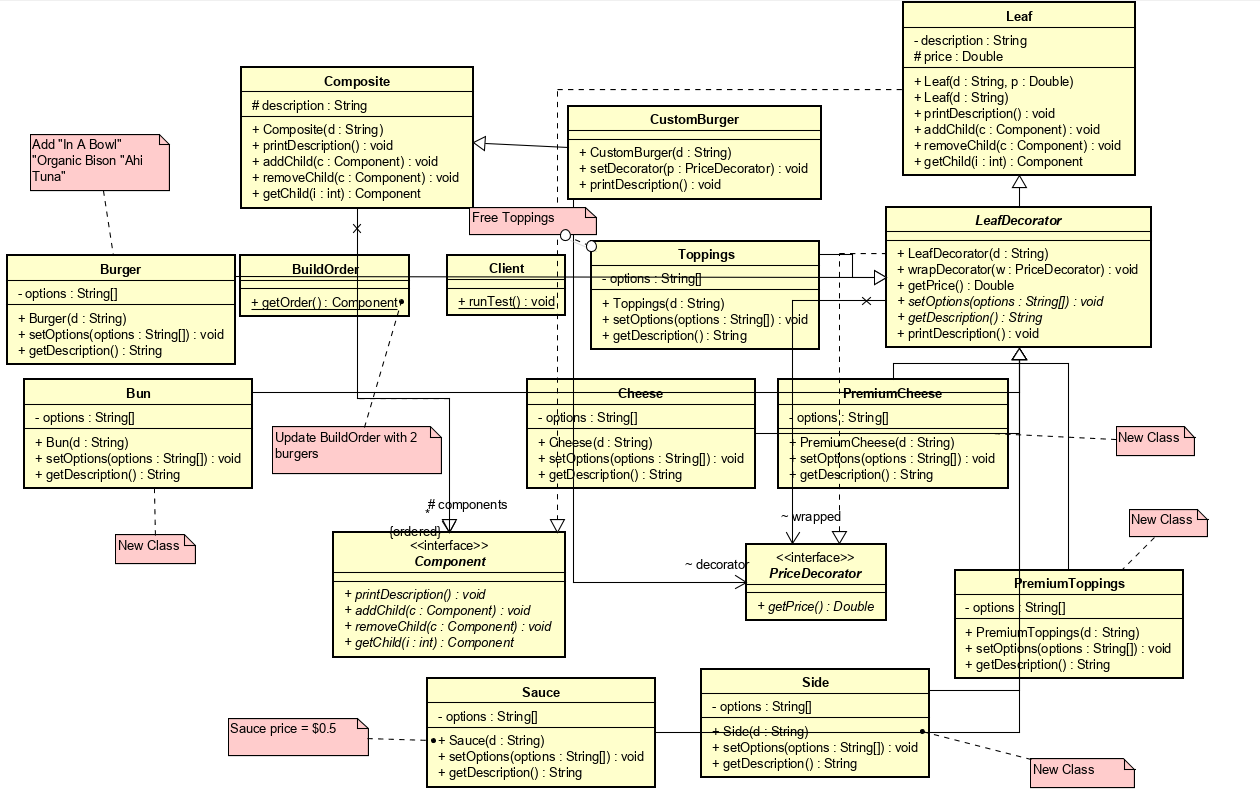 Leaf
- description : String
# price : Double
+ Leaf(d : String, p : Double)
+ Leaf(d : String)
+ printDescription() : void
+ addChild(c : Component) : void
+ removeChild(c : Component) : void
+ getChild(i : int) : Component
Composite
# description : String
+ Composite(d : String)
+ printDescription() : void
+ addChild(c : Component) : void
+ removeChild(c : Component) : void
+ getChild(i : int) : Component
CustomBurger
+ CustomBurger(d : String)
+ setDecorator(p : PriceDecorator) : void
+ printDescription() : void
Add "In A Bowl"
"Organic Bison "Ahi
Tuna"
Free Toppings
LeafDecorator
+ LeafDecorator(d : String)
+ wrapDecorator(w : PriceDecorator) : void
+ getPrice() : Double
+ setOptions(options : String[]) : void
+ getDescription() : String
+ printDescription() : void
Burger
- options : String[]
+ Burger(d : String)
+ setOptions(options : String[]) : void
+ getDescription() : String
BuildOrder
+ getOrder() : Component
Client
+ runTest() : void
Toppings
- options : String[]
+ Toppings(d : String)
+ setOptions(options : String[]) : void
+ getDescription() : String
Bun
- options : String[]
+ Bun(d : String)
+ setOptions(options : String[]) : void
+ getDescription() : String
Update BuildOrder with 2
burgers
Cheese
- options : String[]
+ Cheese(d : String)
+ setOptions(options : String[]) : void
+ getDescription() : String
PremiumCheese
- options : String[]
+ PremiumCheese(d : String)
+ setOptions(options : String[]) : void
+ getDescription() : String
New Class
New Class
# components
*
{ordered}
~ wrapped
New Class
<<interface>>
Component
+ printDescription() : void
+ addChild(c : Component) : void
+ removeChild(c : Component) : void
+ getChild(i : int) : Component
~ decorator
<<interface>>
PriceDecorator
+ getPrice() : Double
PremiumToppings
- options : String[]
+ PremiumToppings(d : String)
+ setOptions(options : String[]) : void
+ getDescription() : String
Sauce price = $0.5
Sauce
- options : String[]
+ Sauce(d : String)
+ setOptions(options : String[]) : void
+ getDescription() : String
Side
- options : String[]
+ Side(d : String)
+ setOptions(options : String[]) : void
+ getDescription() : String
New Class